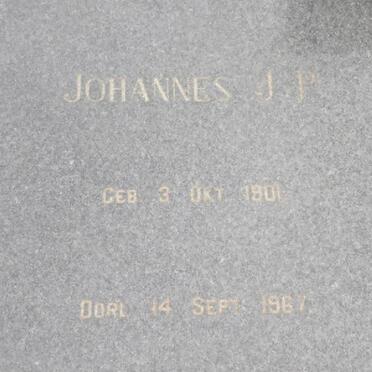 JOHANNES J.P.
GEB. 3 OKT. 1901.
OORL. 14 SEPT. 1967.